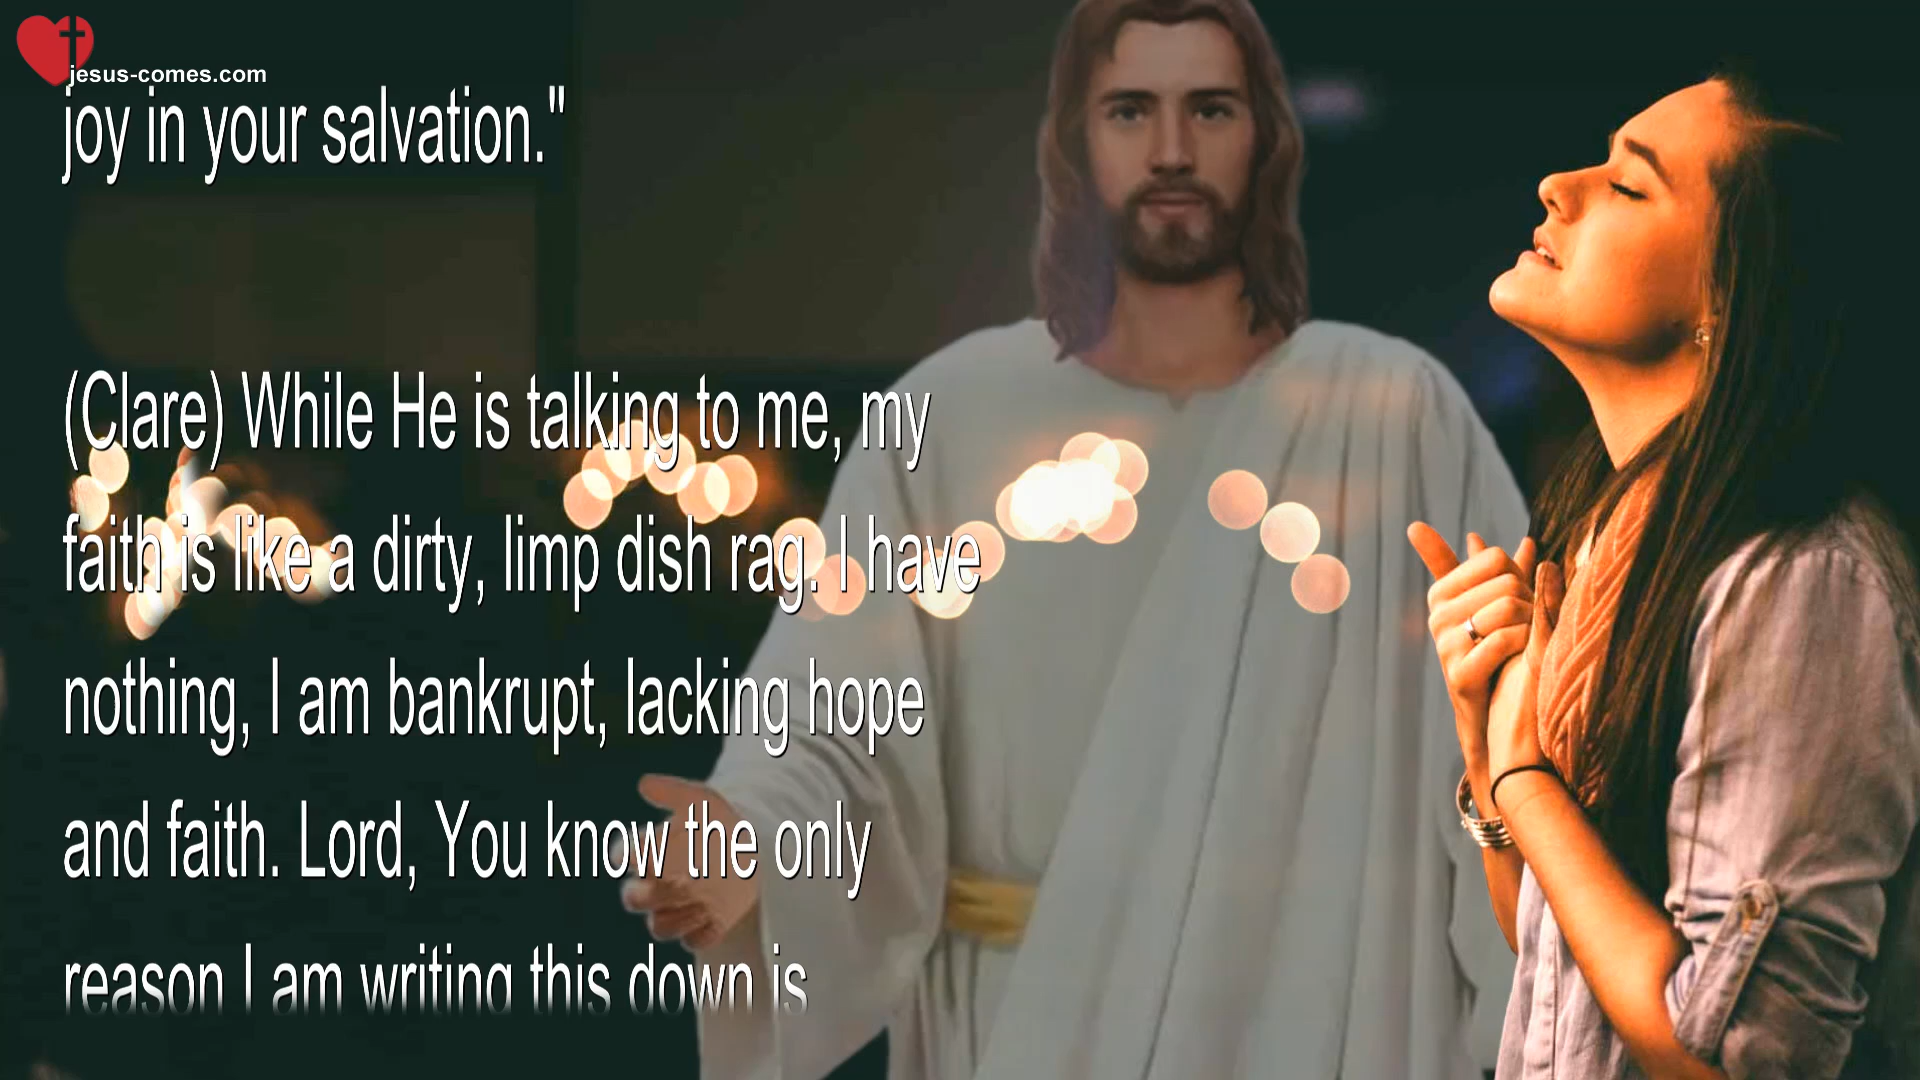 jesus-comes.com
joy in your salvation."
(Clare) While He is talking to me, my
faith is like a dirty, limp dish rag. I have
nothing, I am bankrupt, lacking hope
and faith. Lord, You know the only
reason I am writing this down is